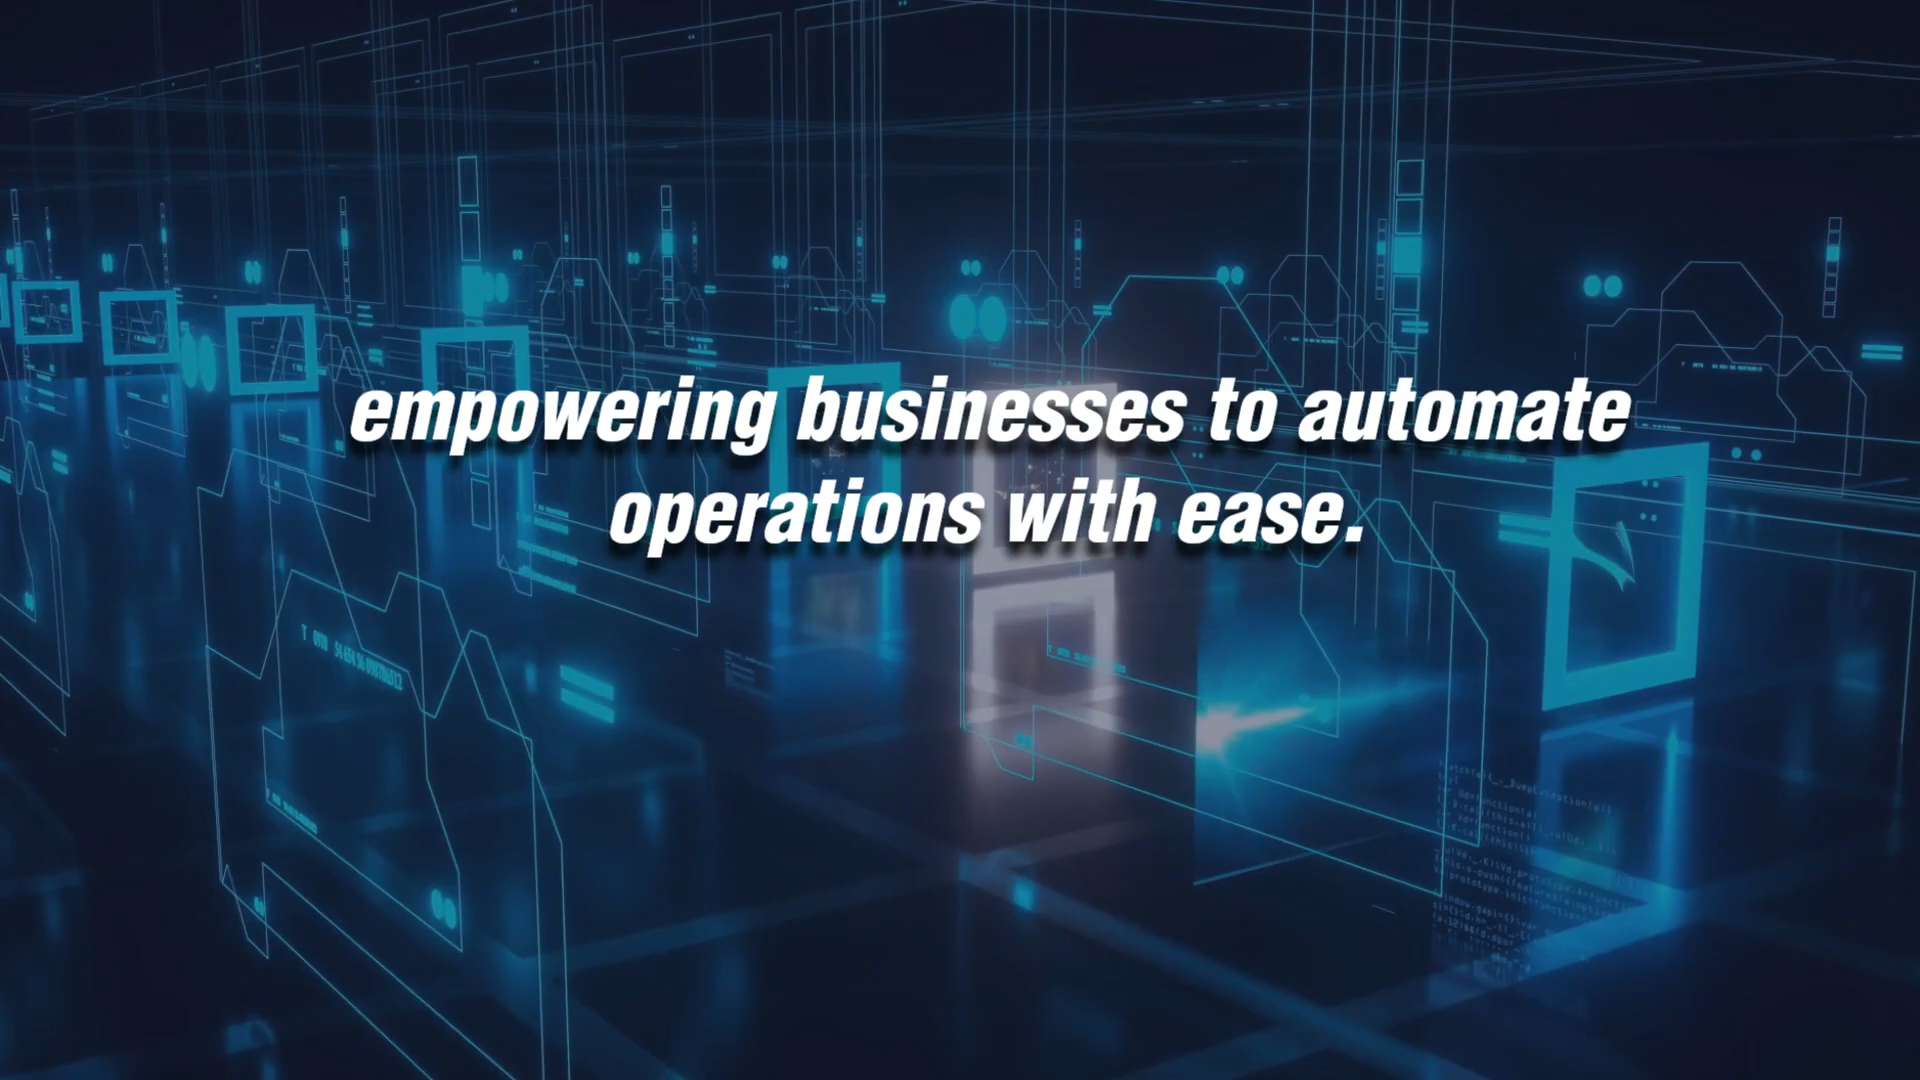 empowering businesses to automate
operations with ease.